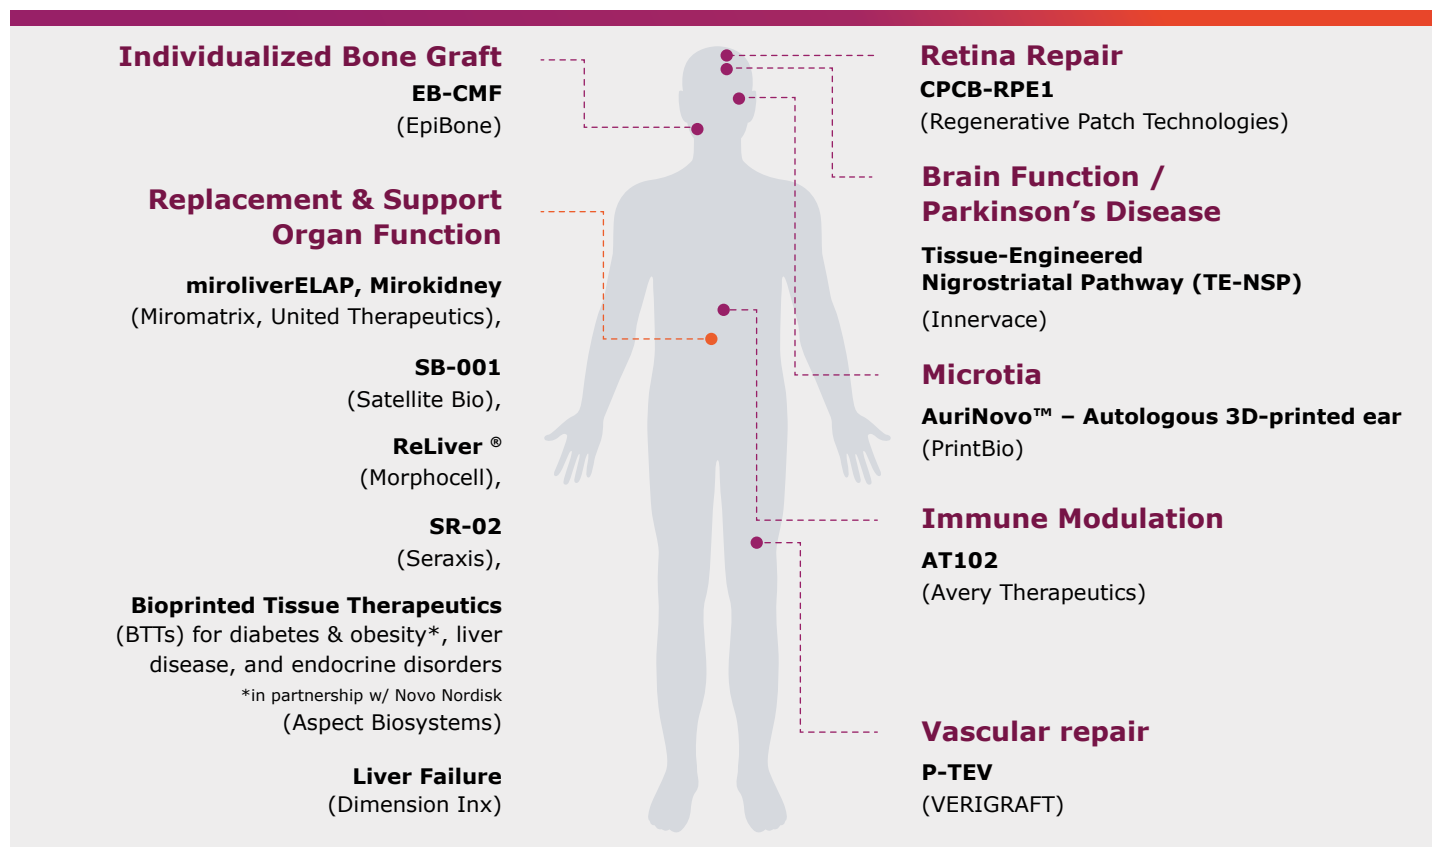 Individualized Bone Graft
EB-CMF
(EpiBone)
Replacement & Support
Organ Function
miroliverELAP, Mirokidney
(Miromatrix, United Therapeutics),
SB-001
(Satellite Bio),
ReLiver ®
(Morphocell),
SR-02
(Seraxis),
Bioprinted Tissue Therapeutics
(BTTs) for diabetes & obesity*, liver
disease, and endocrine disorders
*in partnership w/ Novo Nordisk
(Aspect Biosystems)
Liver Failure
(Dimension Inx)
Retina Repair
CPCB-RPE1
(Regenerative Patch Technologies)
Brain Function /
Parkinson’s Disease
Tissue-Engineered
Nigrostriatal Pathway (TE-NSP)
(Innervace)
Microtia
AuriNovo™ – Autologous 3D-printed ear
(PrintBio)
Immune Modulation
AT102
(Avery Therapeutics)
Vascular repair
P-TEV
(VERIGRAFT)